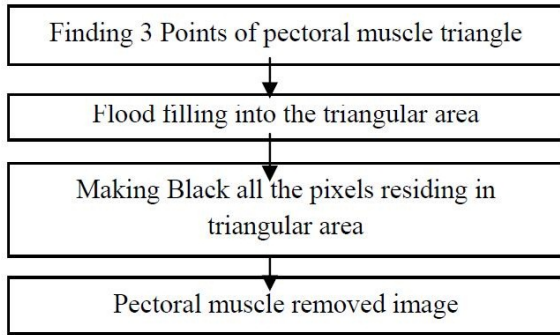 Finding 3 Points of pectoral muscle triangle
Flood filling into the triangular area
Making Black all the pixels residing in
triangular area
Pectoral muscle removed image